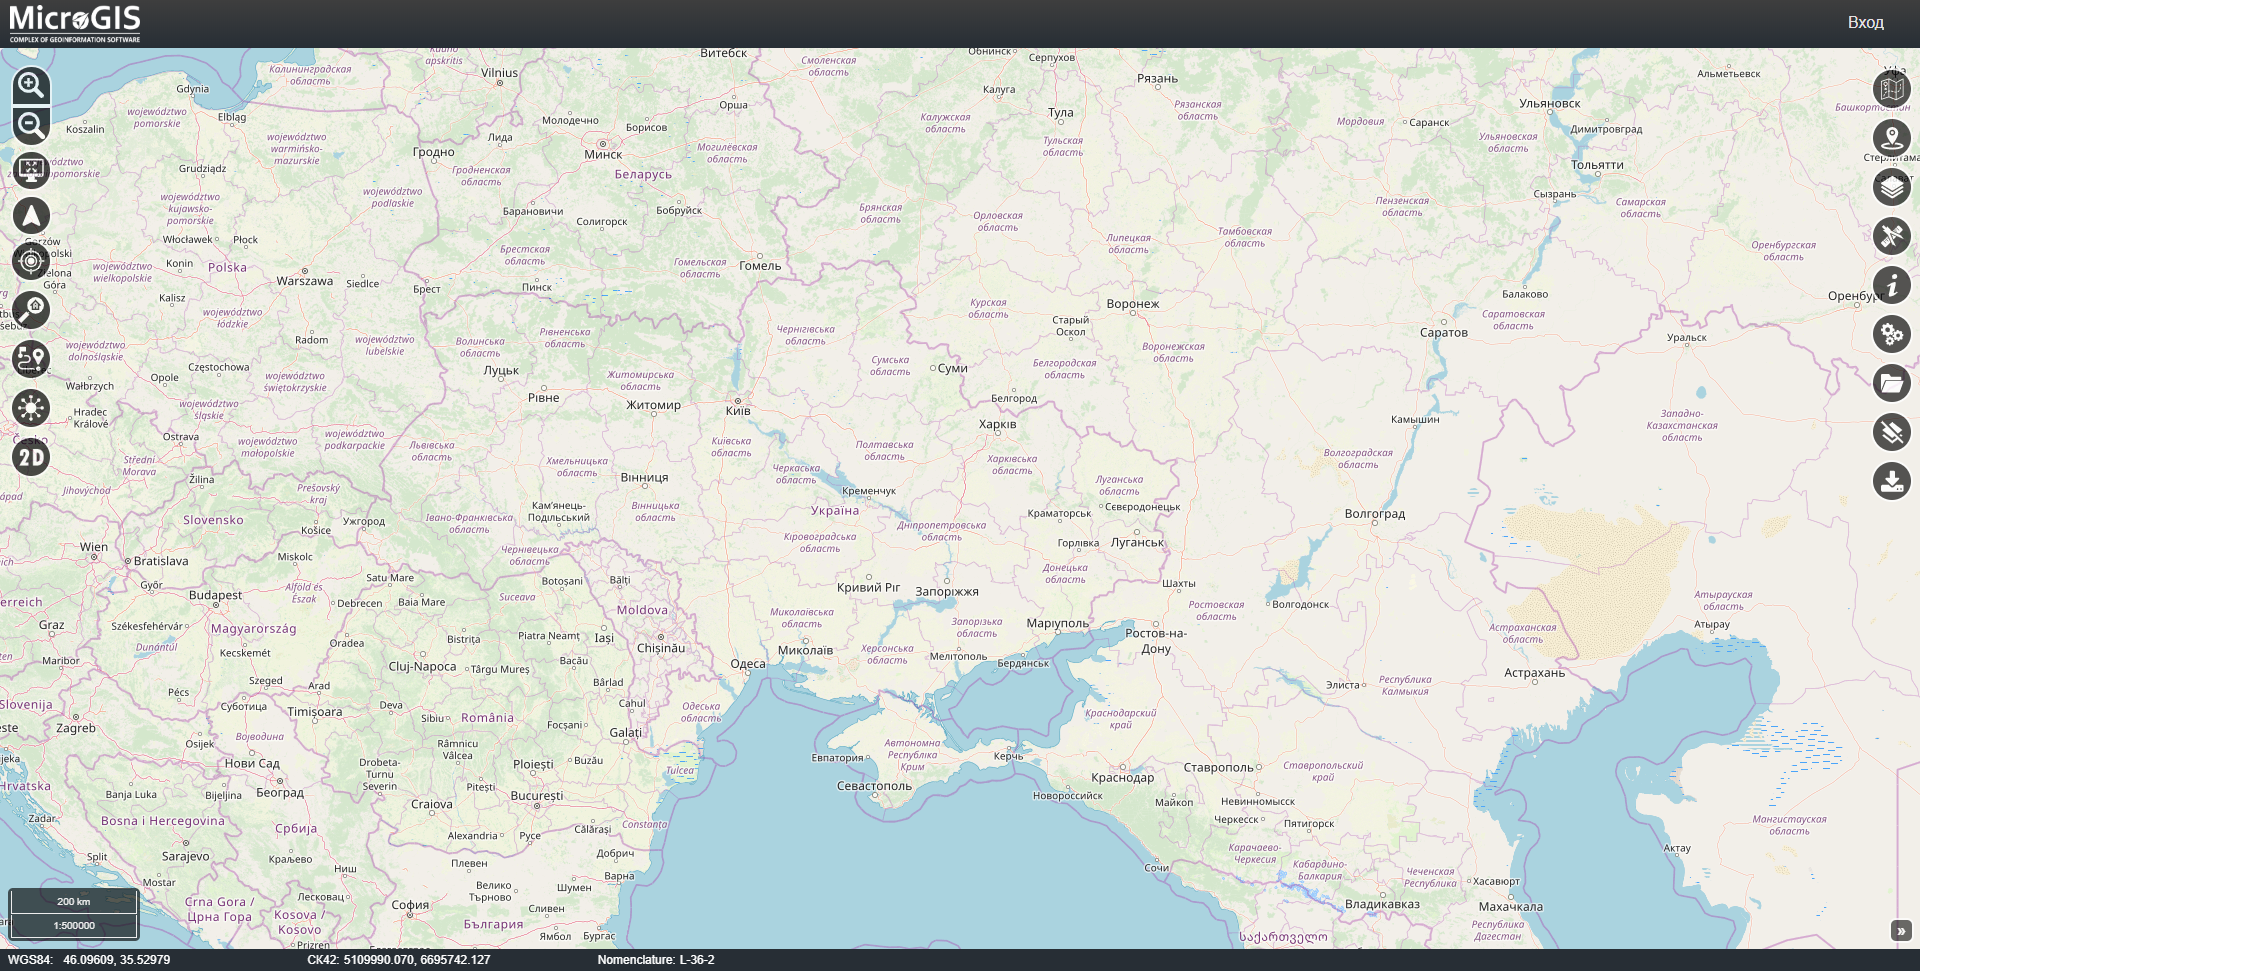 MicroGIS
COMPLEX OF GEOINFORMATION SOFTWARE
Вход
Витебск
Смоленская
область
Обнинск
Серпухов
Рязань
Альметьевск
Калининградская
область
Vilnius
Gdynia
Орша
Калуга
Тула
Рязанская
область
Ульяновск
województwo
pomorskie
Elbląg
Koszalin
Молодечно
Борисов
Калужская
область
Мордовия
Саранск
Димитровград
Лида
województwo
warmińsko-
mazurskie
Гродно
Минск
Могилёвская
область
Тульская
область
Ульяновская
область
Тольятти
Grudziądz
Гродненская
область
Беларусь
Сызрань
województwo
kujawsko-
pomorskie
województwo
podlaskie
Барановичи
Бобруйск
Солигорск
Брянская
область
Орловская
область
Пензенская
область
Самарская
область
Włocławek
Płock
Липецкая
область
Тамбовская
область
Оренбургская
область
Konin
Polska
województwo
wielkopolskie
Warszawa
Siedlce
Брестская
область
Гомельская
область
Гомель
Брест
Пинск
Балаково
Оренбург
Kalisz
województwo
łódzkie
Курская
область
Воронеж
Старый
Оскол
Саратовская
область
Саратов
Уральск
Radom
województwo
lubelskie
Волинська
область
Рівненська
область
Чернігівська
область
województwo
dolnośląskie
Częstochowa
Opole
województwo
świętokrzyskie
Луцьк
Сумська
область
Суми
Белгородская
область
Воронежская
область
Wałbrzych
Житомирська
область
Рівне
Житомир
Київ
Белгород
Камышин
Западно-
Казахстанская
область
Hradec
Králové
województwo
śląskie
Харків
Ostrava
województwo
małopolskie
województwo
podkarpackie
Львівська
область
Київська
область
Полтавська
область
Česko
Střední
Morava
Хмельницька
область
Черкаська
область
Харківська
область
Волгоградская
область
Jihovýchod
Žilina
Prešovský
kraj
Вінниця
Кременчук
Луганська
область
Кам'янець-
Подільський
Вінницька
область
Україна
Краматорськ
Сєвєродонецьк
Волгоград
Slovensko
Košice
Ужгород
Івано-Франківська
область
Дніпропетровська
область
Wien
Bratislava
Miskolc
Чернівецька
область
Кіровоградська
область
Горлівка
Луганськ
Győr
Budapest
Alföld és
Észak
Satu Mare
Botoșani
Bălți
Донецька
область
Debrecen
Baia Mare
Suceava
Кривий Ріг
Запоріжжя
Шахты
Волгодонск
Атырауская
область
Graz
Székesfehérvár
Magyarország
Moldova
Миколаївська
область
Ростовская
область
Oradea
Bistrița
Piatra Neamț
Iași
Запорізька
область
Маріуполь
Ростов-на-
Дону
Астраханская
область
Атырау
Dunántúl
Kecskemét
Cluj-Napoca
Târgu Mureș
Bacău
Chișinău
Миколаїв
Херсонська
область
Мелітополь
Бердянськ
Maribor
Одеса
Астрахань
Pécs
Szeged
Arad
Bârlad
Элиста
Республика
Калмыкия
Slovenija
Суботица
Timișoara
Deva
Sibiu
România
Focșani
Cahul
Одеська
область
Краснодарский
край
Zagreb
Osijek
Војводина
Galați
Râmnicu
Vâlcea
Автономна
Республіка
Крим
Нови Сад
Drobeta-
Turnu
Severin
Ploiești
Buzău
Tulcea
Евпатория
Керчь
Ставрополь
Ставропольский
край
Hrvatska
Banja Luka
Bijeljina
Београд
Pitești
București
Севастополь
Краснодар
Новороссийск
Майкоп
Невинномысск
Zadar
Bosna i Hercegovina
Србија
Craiova
Alexandria
Русе
Călărași
Constanța
Черкесск
Пятигорск
Мангистауская
область
Split
Sarajevo
Краљево
Плевен
Добрич
Карачаево-
Черкесия
Актау
Mostar
Ниш
Велико
Търново
Шумен
Варна
Сочи
Кабардино-
Балкария
Чеченская
Республика
Хасавюрт
Crna Gora /
Црна Гора
Лесковац
София
Сливен
Владикавказ
Махачкала
Kosova /
Kosovo
България
Ямбол
Бургас
საქართველო
Республика
Дагестан
Prizren
2D
200 km
1:500000
»
WGS84: 46.09609, 35.52979
СК42: 5109990.070, 6695742.127
Nomenclature: L-36-2